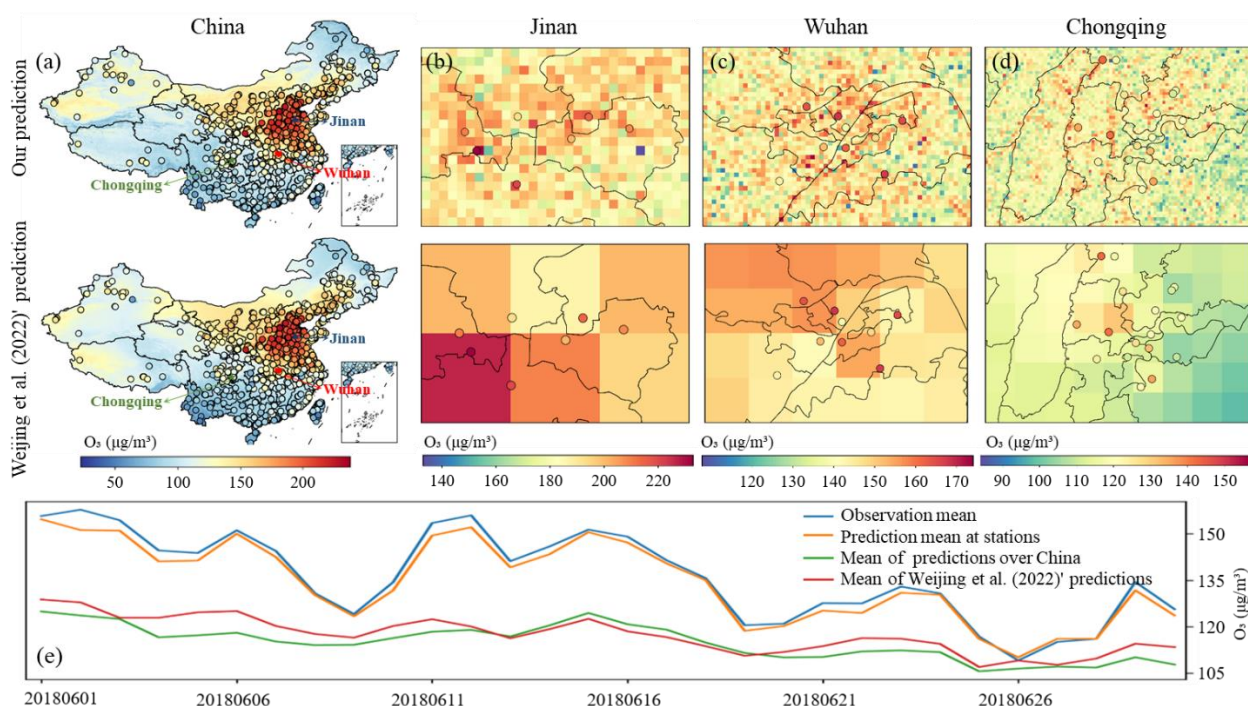 China
Jinan
Wuhan
Chongqing
Our prediction
(a)
(b)
(c)
(d)
Jinan
Wuhan
Chongqing
Weijing et al. (2022)' prediction
Jinan
Wuhan
Chongqing
O₃ (µg/m³)
O₃ (µg/m³)
O₃ (µg/m³)
O₃ (µg/m³)
50 100 150 200
140 160 180 200 220
120 130 140 150 160 170
90 100 110 120 130 140 150
Observation mean
Prediction mean at stations
Mean of predictions over China
Mean of Weijing et al. (2022)' predictions
150
135
120
105
O₃ (µg/m³)
(e)
20180601 20180606 20180611 20180616 20180621 20180626